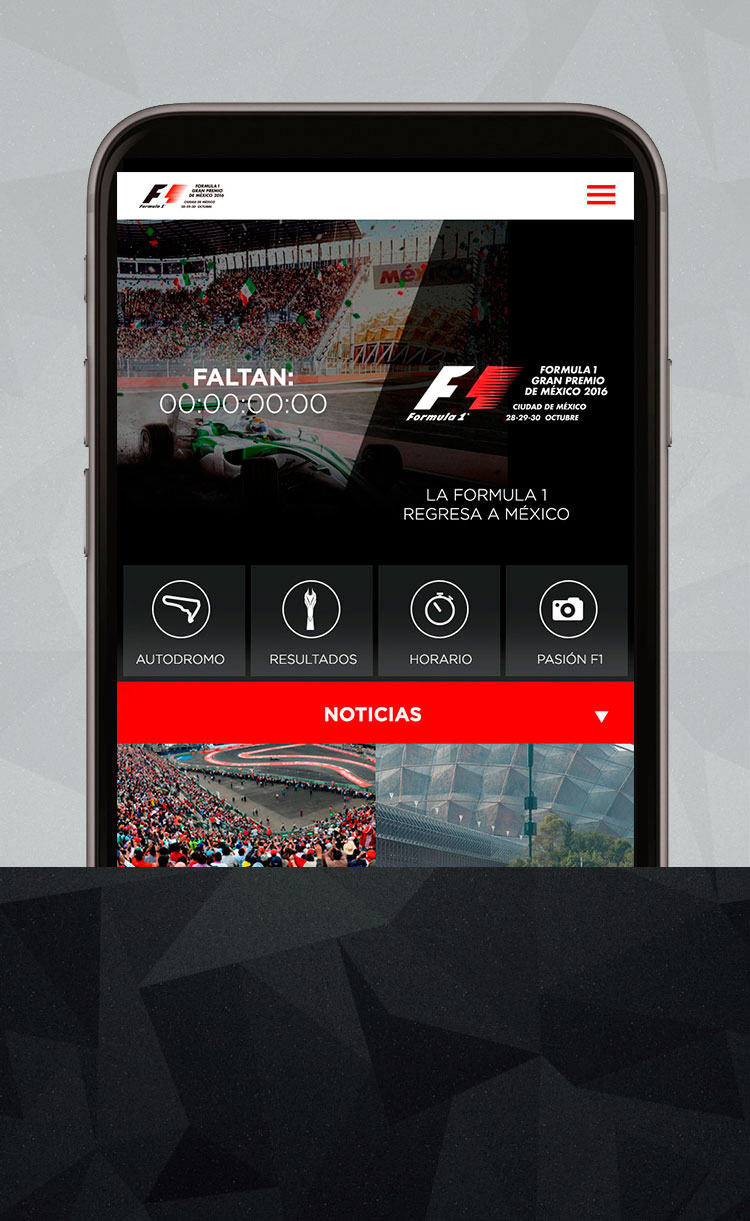 F1
Formula 1
FORMULA 1
GRAN PREMIO
DE MÉXICO 2016
CIUDAD DE MÉXICO
28-29-30 OCTUBRE
MéXICO
FALTAN:
00:00:00:00
F1
Formula 1
FORMULA 1
GRAN PREMIO
DE MÉXICO 2016
CIUDAD DE MÉXICO
28-29-30 OCTUBRE
LA FORMULA 1
REGRESA A MÉXICO
AUTODROMO
RESULTADOS
HORARIO
PASIÓN F1
NOTICIAS